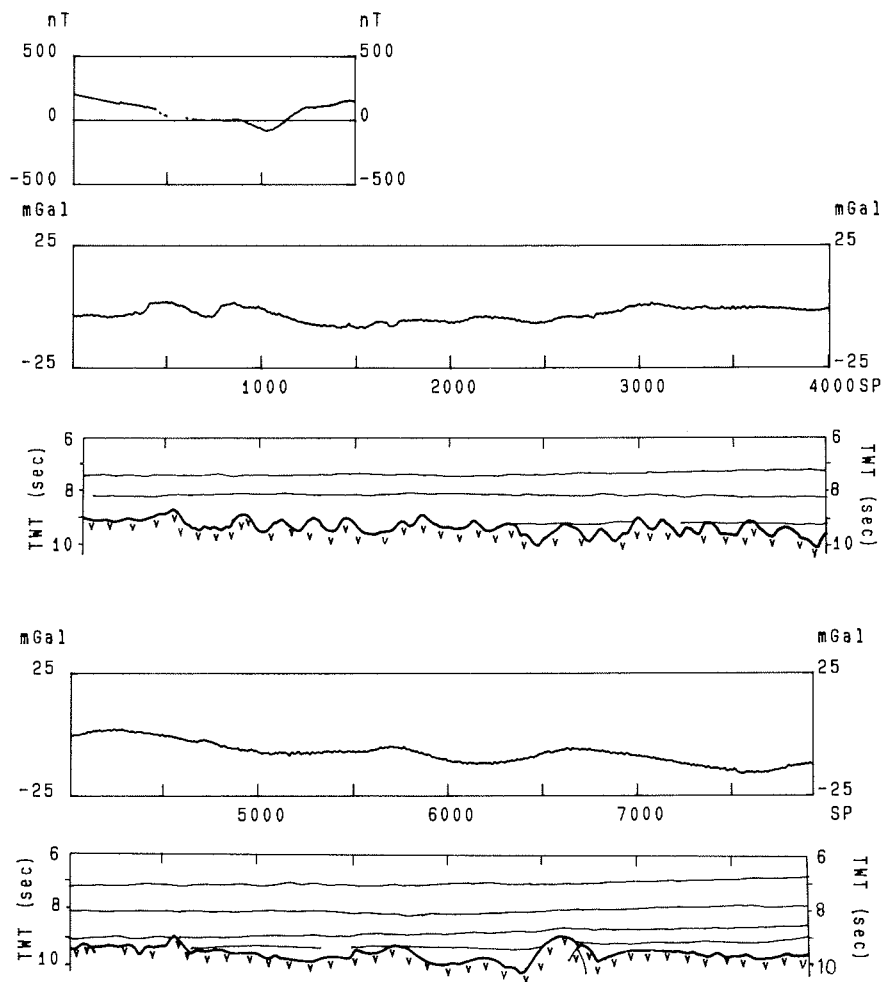 nT nT
500 500
0 0
-500 -500
mGal mGal
25 25
-25 -25
1000 2000 3000 4000SP
6 6
8 8
10 10
TWT (sec) TWT (sec)
mGal mGal
25 25
-25 -25
5000 6000 7000 SP
6 6
8 8
10 10
TWT (sec) TWT (sec)